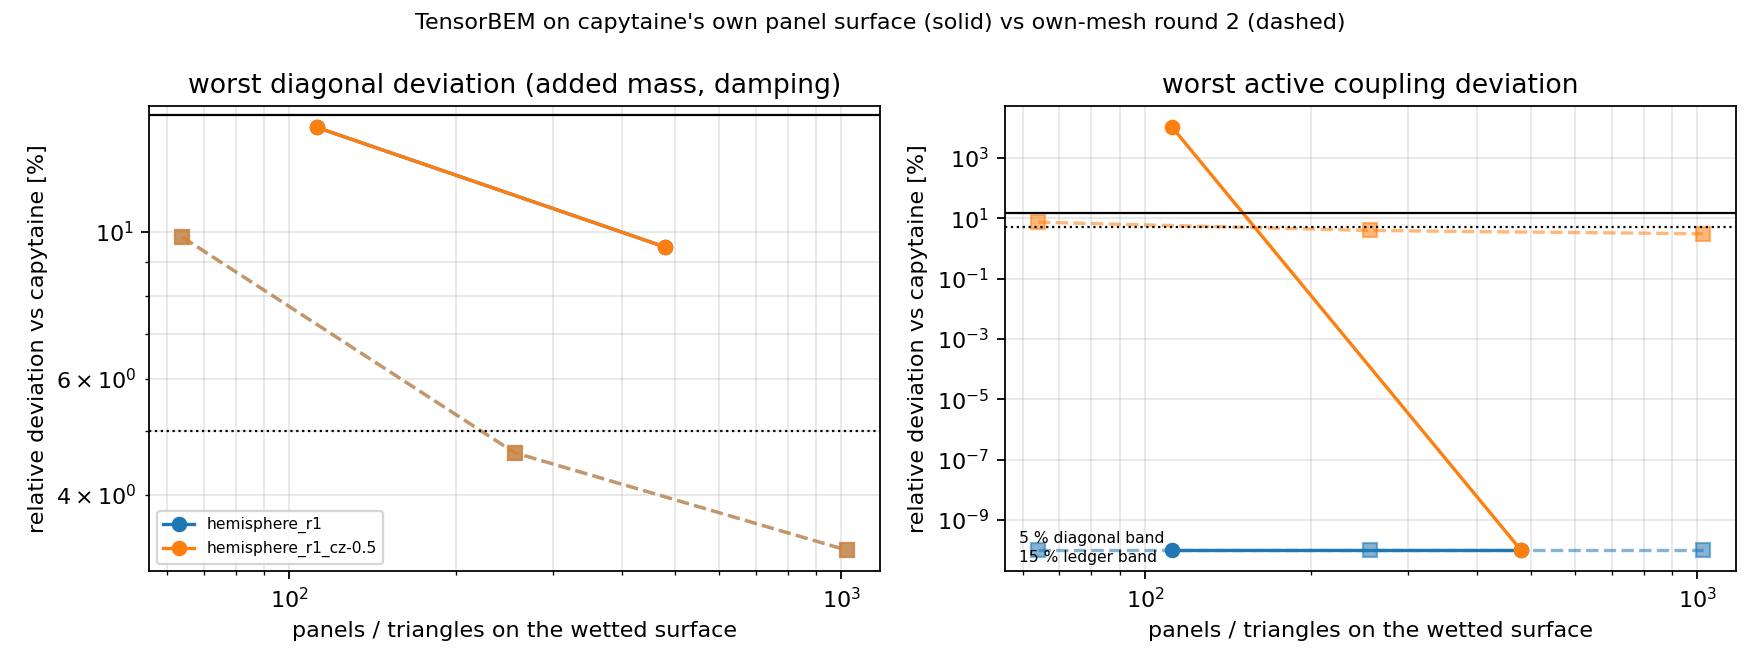 TensorBEM on capytaine's own panel surface (solid) vs own-mesh round 2 (dashed)
worst diagonal deviation (added mass, damping)
relative deviation vs capytaine [%]
10¹
6 × 10⁰
4 × 10⁰
hemisphere_r1
hemisphere_r1_cz-0.5
10² 10³
panels / triangles on the wetted surface
worst active coupling deviation
relative deviation vs capytaine [%]
10³
10¹
10⁻¹
10⁻³
10⁻⁵
10⁻⁷
10⁻⁹
5 % diagonal band
15 % ledger band
10² 10³
panels / triangles on the wetted surface